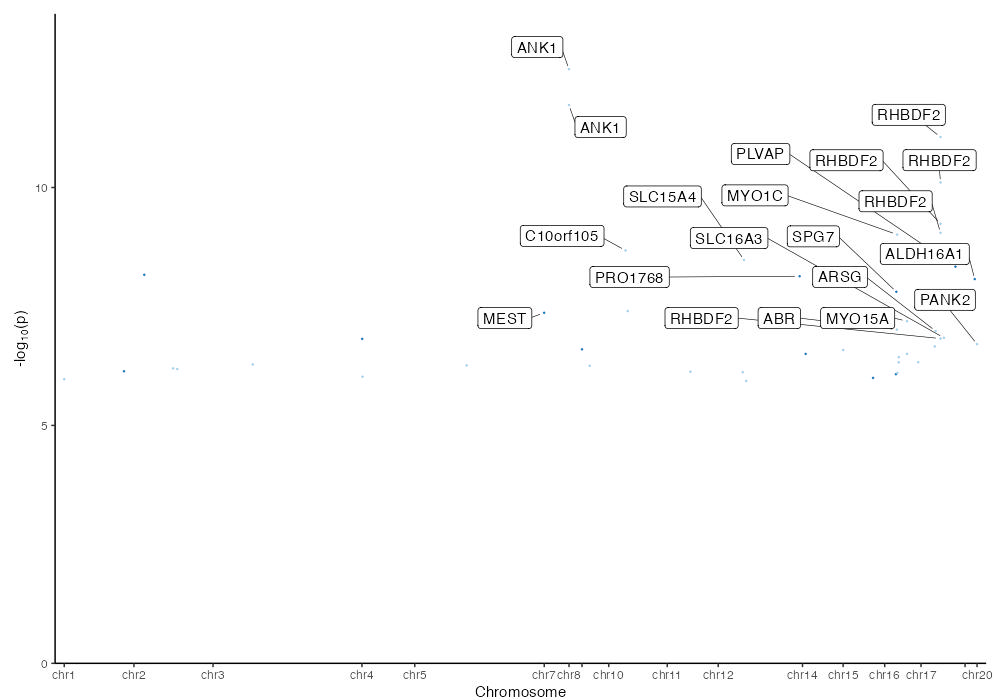 ANK1
RHBDF2
ANK1
PLVAP
RHBDF2
RHBDF2
SLC15A4
MYO1C
RHBDF2
C10orf105
SLC16A3
SPG7
ALDH16A1
PRO1768
ARSG
PANK2
MEST
RHBDF2
ABR
MYO15A
10
5
0
-log10(p)
chr1 chr2 chr3 chr4 chr5 chr7 chr8 chr10 chr11 chr12 chr14 chr15 chr16 chr17 chr20
Chromosome